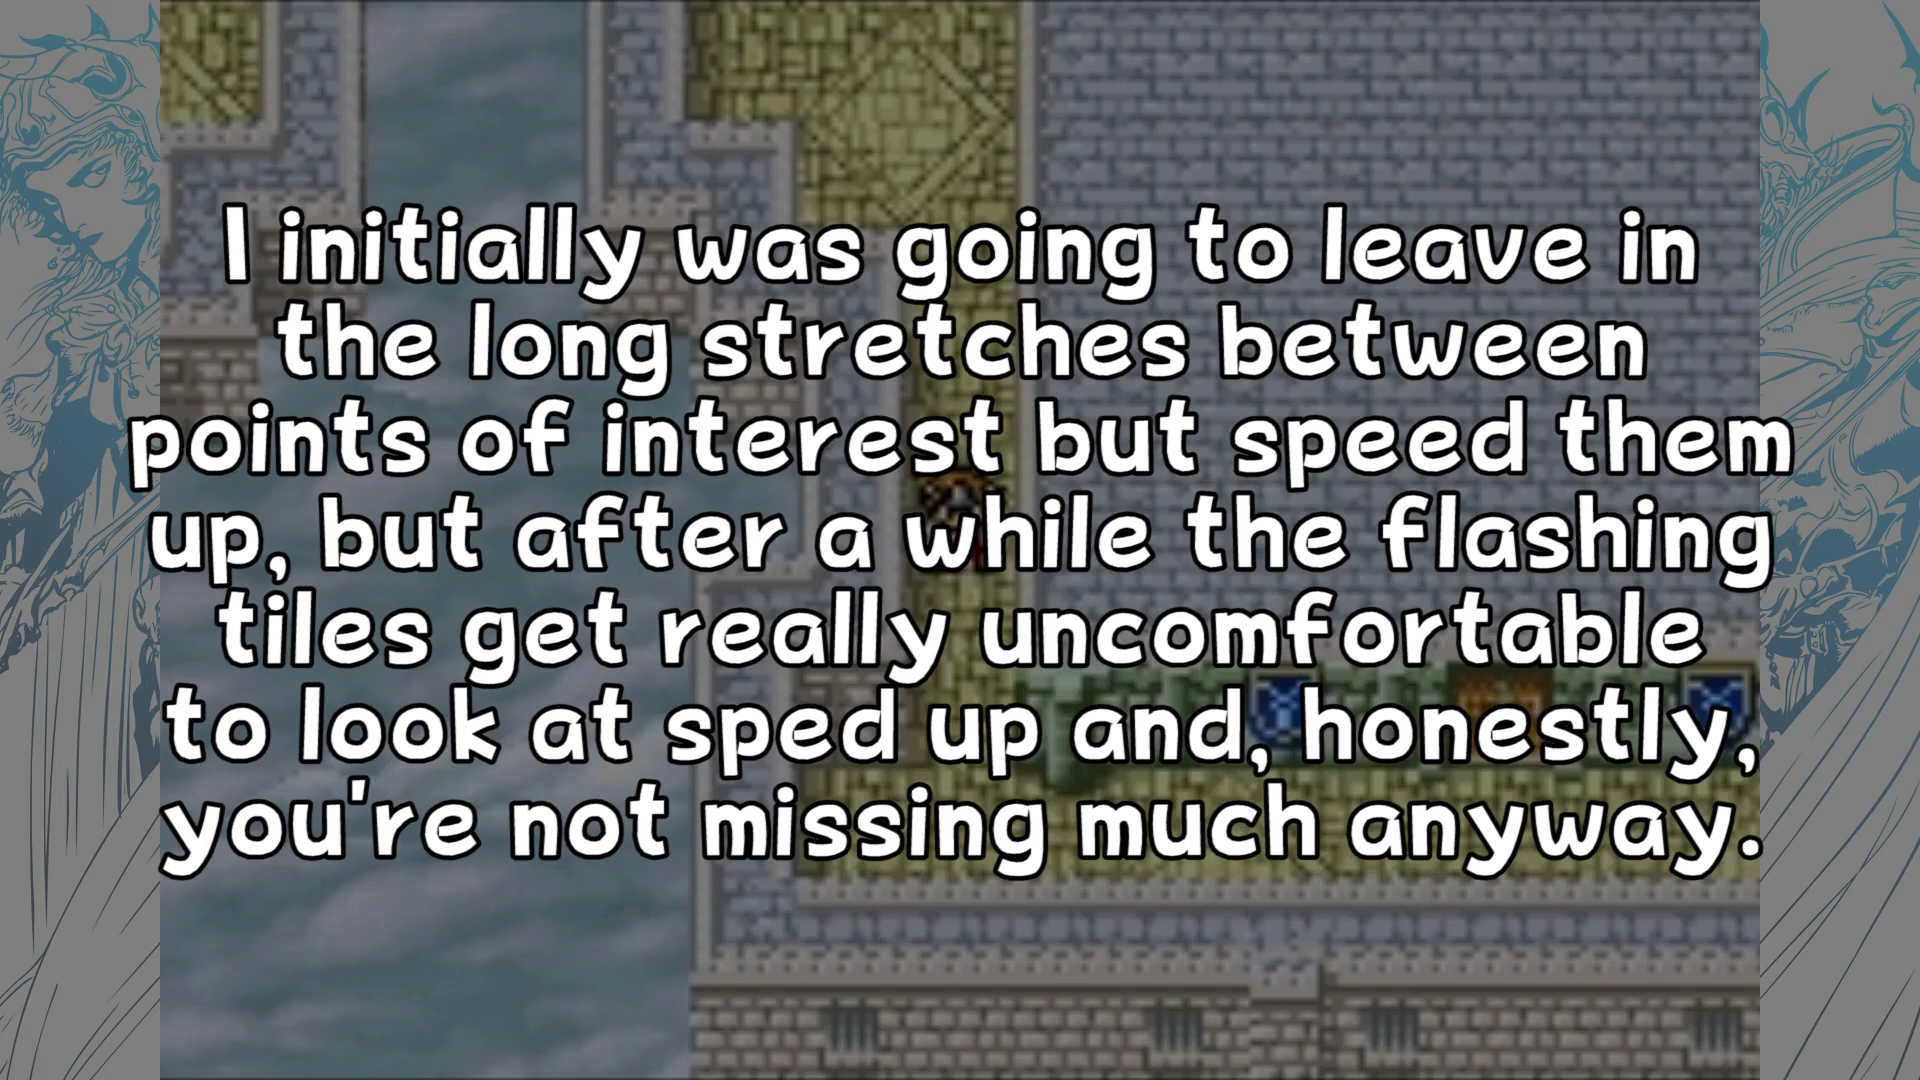 I initially was going to leave in
the long stretches between
points of interest but speed them
up, but after a while the flashing
tiles get really uncomfortable
to look at sped up and, honestly,
you're not missing much anyway.